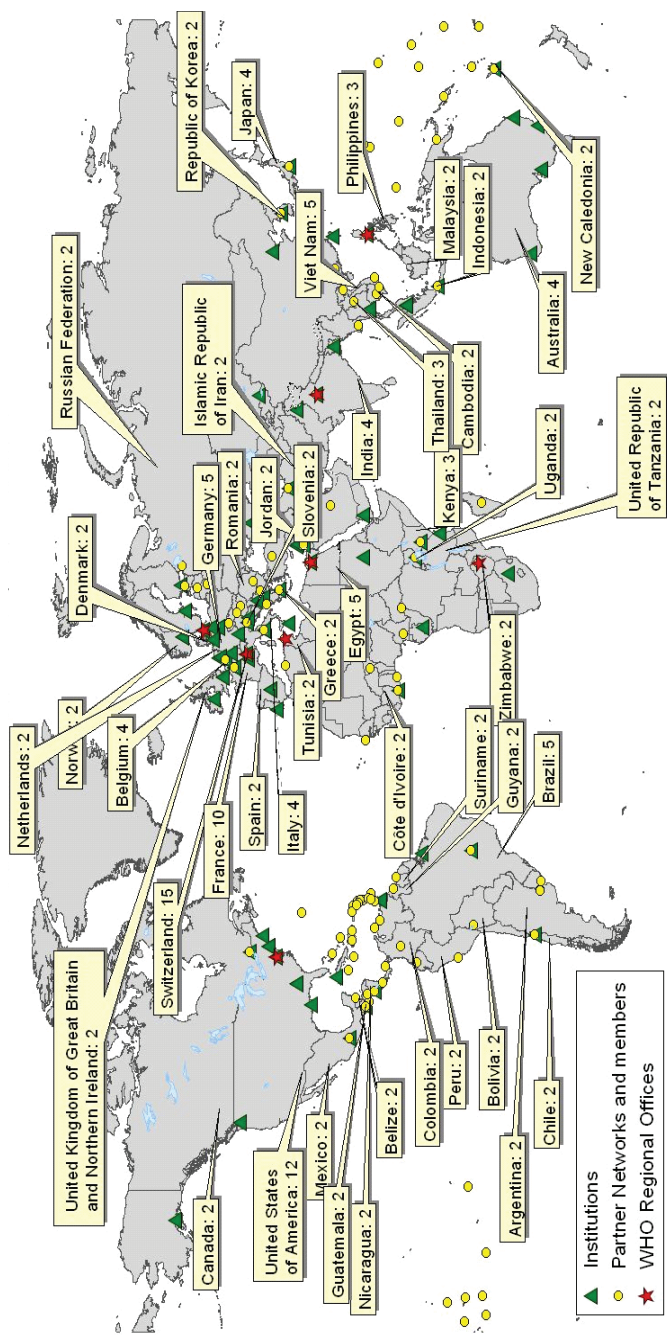 United Kingdom of Great Britain
and Northern Ireland: 2
Netherlands: 2
Norw 2
Denmark: 2
Russian Federation: 2
Republic of Korea: 2
Belgium: 4
Germany: 5
Romania: 2
Jordan: 2
Slovenia: 2
Islamic Republic
of Iran: 2
Japan: 4
Canada: 2
Switzerland: 15
France: 10
Spain: 2
Italy: 4
Tunisia: 2
Greece: 2
Egypt: 5
Viet Nam: 5
Philippines: 3
United States
of America: 12
Mexico: 2
Guatemala: 2
Nicaragua: 2
Belize: 2
India: 4
Thailand: 3
Cambodia: 2
Malaysia: 2
Indonesia: 2
Colombia: 2
Peru: 2
Bolivia: 2
Côte d'Ivoire: 2
Suriname: 2
Guyana: 2
Zimbabwe: 2
Kenya: 3
Uganda: 2
Argentina: 2
Chile: 2
Brazil: 5
United Republic
of Tanzania: 2
Australia: 4
New Caledonia: 2
Institutions
Partner Networks and members
WHO Regional Offices